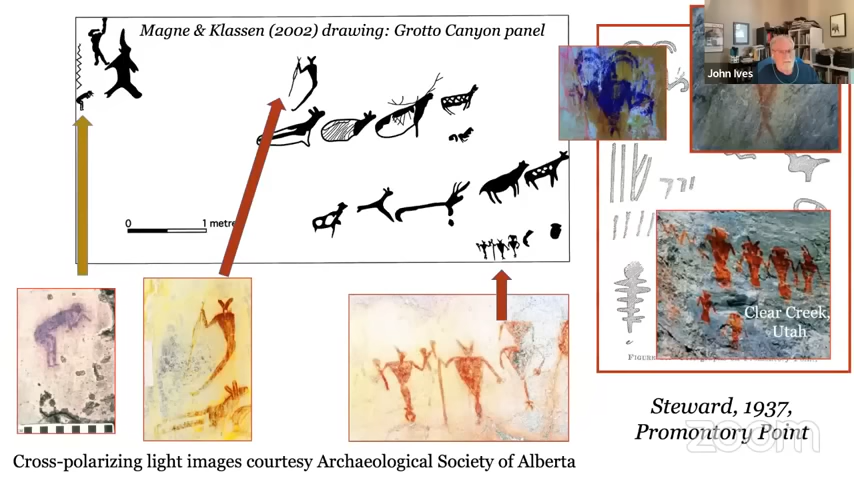 Magne & Klassen (2002) drawing: Grotto Canyon panel
John Ives
0
1 metre
Clear Creek,
Utah
Steward, 1937,
Promontory Point
zoom
Cross-polarizing light images courtesy Archaeological Society of Alberta